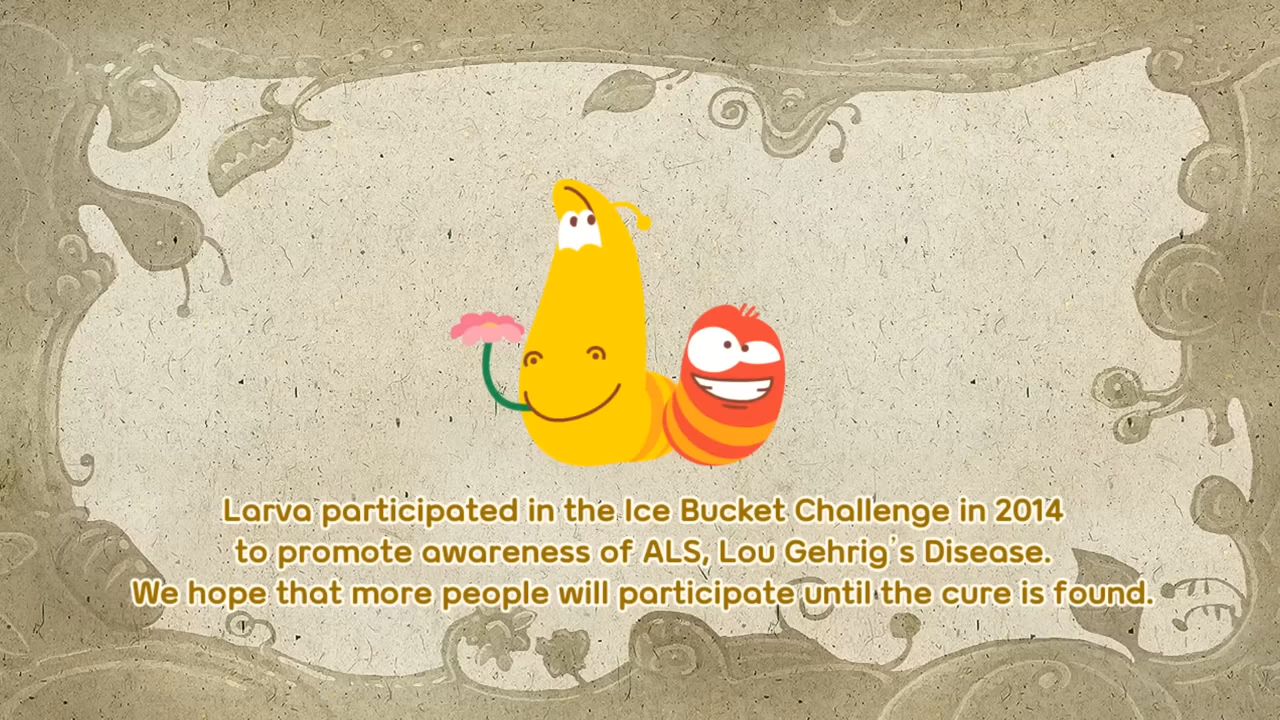 Larva participated in the Ice Bucket Challenge in 2014
to promote awareness of ALS, Lou Gehrig's Disease.
We hope that more people will participate until the cure is found.